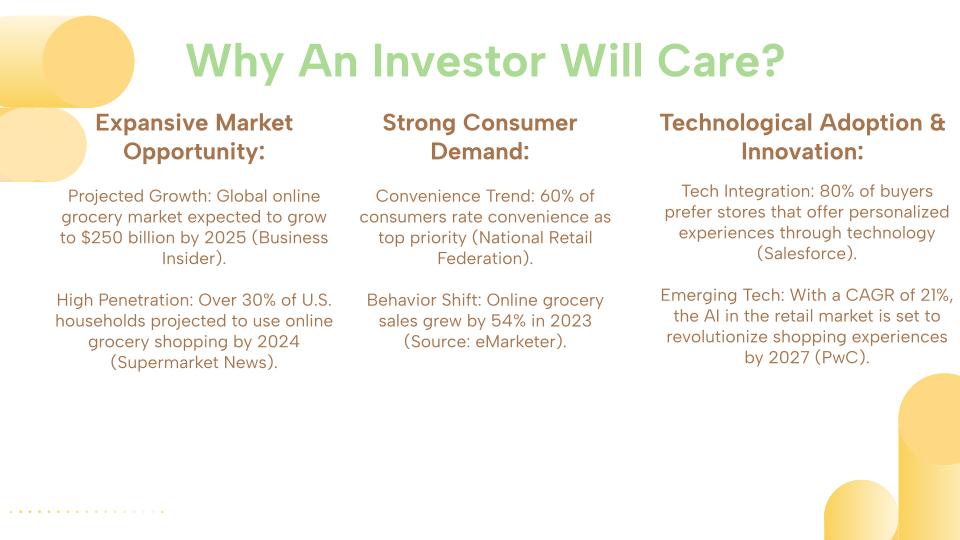 Why An Investor Will Care?
Expansive Market
Opportunity:
Projected Growth: Global online
grocery market expected to grow
to $250 billion by 2025 (Business
Insider).
High Penetration: Over 30% of U.S.
households projected to use online
grocery shopping by 2024
(Supermarket News).
Strong Consumer
Demand:
Convenience Trend: 60% of
consumers rate convenience as
top priority (National Retail
Federation).
Behavior Shift: Online grocery
sales grew by 54% in 2023
(Source: eMarketer).
Technological Adoption &
Innovation:
Tech Integration: 80% of buyers
prefer stores that offer personalized
experiences through technology
(Salesforce).
Emerging Tech: With a CAGR of 21%,
the AI in the retail market is set to
revolutionize shopping experiences
by 2027 (PwC).